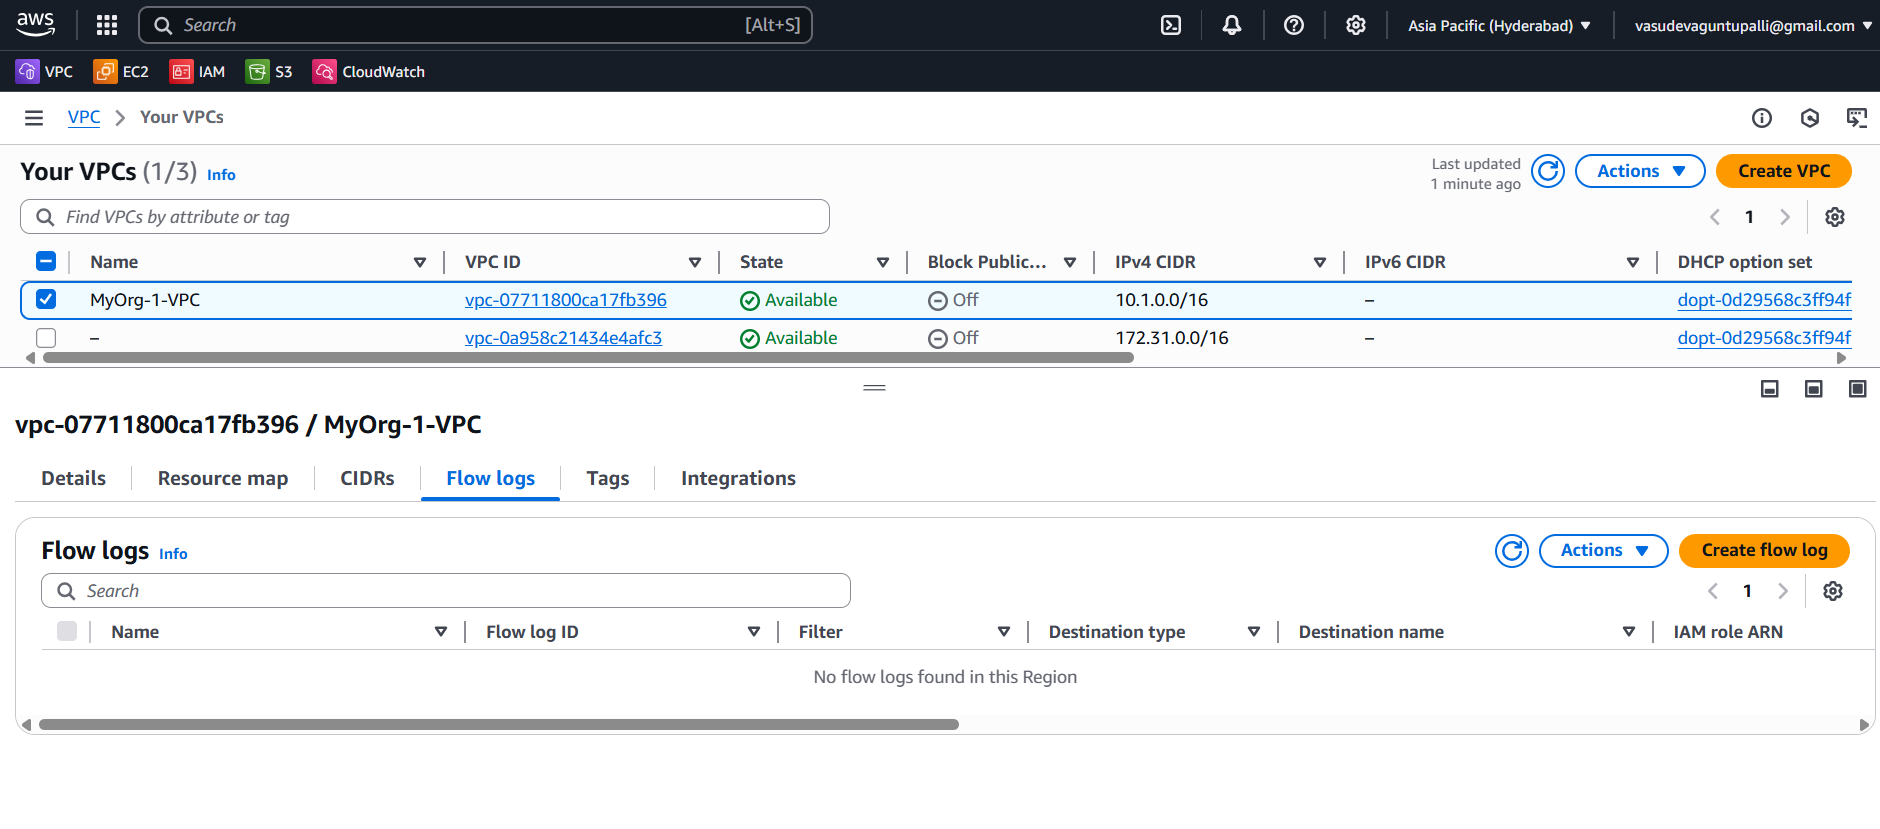 aws
Search [Alt+S] Asia Pacific (Hyderabad) vasudevaguntupalli@gmail.com
VPC EC2 IAM S3 CloudWatch
VPC Your VPCs
Your VPCs (1/3) Info Last updated 1 minute ago Actions Create VPC
Find VPCs by attribute or tag 1
Name VPC ID State Block Public... IPv4 CIDR IPv6 CIDR DHCP option set
MyOrg-1-VPC vpc-07711800ca17fb396 Available Off 10.1.0.0/16 – dopt-0d29568c3ff94f
– vpc-0a958c21434e4afc3 Available Off 172.31.0.0/16 – dopt-0d29568c3ff94f
vpc-07711800ca17fb396 / MyOrg-1-VPC
Details Resource map CIDRs Flow logs Tags Integrations
Flow logs Info Actions Create flow log
Search 1
Name Flow log ID Filter Destination type Destination name IAM role ARN
No flow logs found in this Region